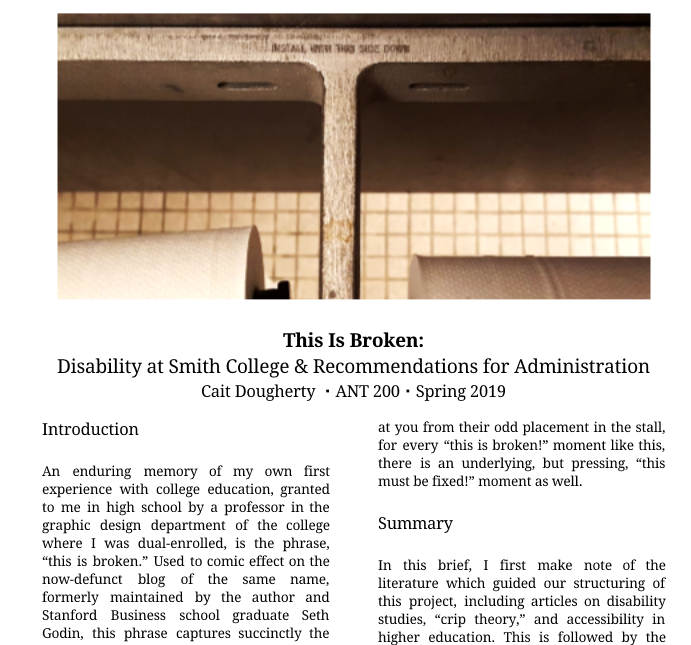 INSTALL WITH THIS SIDE DOWN
This Is Broken:
Disability at Smith College & Recommendations for Administration
Cait Dougherty · ANT 200 · Spring 2019
Introduction
An enduring memory of my own first
experience with college education, granted
to me in high school by a professor in the
graphic design department of the college
where I was dual-enrolled, is the phrase,
“this is broken.” Used to comic effect on the
now-defunct blog of the same name,
formerly maintained by the author and
Stanford Business school graduate Seth
Godin, this phrase captures succinctly the
at you from their odd placement in the stall,
for every “this is broken!” moment like this,
there is an underlying, but pressing, “this
must be fixed!” moment as well.
Summary
In this brief, I first make note of the
literature which guided our structuring of
this project, including articles on disability
studies, “crip theory,” and accessibility in
higher education. This is followed by the